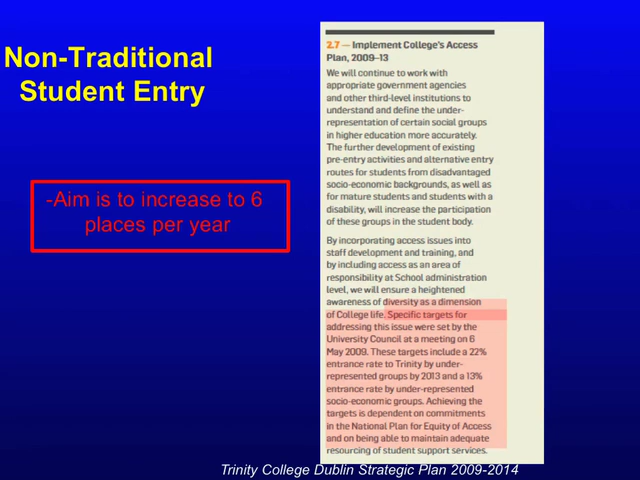 Non-Traditional
Student Entry
-Aim is to increase to 6
places per year
2.7 — Implement College's Access
Plan, 2009–13
We will continue to work with
appropriate government agencies
and other third-level institutions to
understand and define the under-
representation of certain social groups
in higher education more accurately.
The further development of existing
pre-entry activities and alternative entry
routes for students from disadvantaged
socio-economic backgrounds, as well as
for mature students and students with a
disability, will increase the participation
of these groups in the student body.
By incorporating access issues into
staff development and training, and
by including access as an area of
responsibility at School administration
level, we will ensure a heightened
awareness of diversity as a dimension
of College life. Specific targets for
addressing this issue were set by the
University Council at a meeting on 6
May 2009. These targets include a 22%
entrance rate to Trinity by under-
represented groups by 2013 and a 13%
entrance rate by under-represented
socio-economic groups. Achieving the
targets is dependent on commitments
in the National Plan for Equity of Access
and on being able to maintain adequate
resourcing of student support services.
Trinity College Dublin Strategic Plan 2009-2014